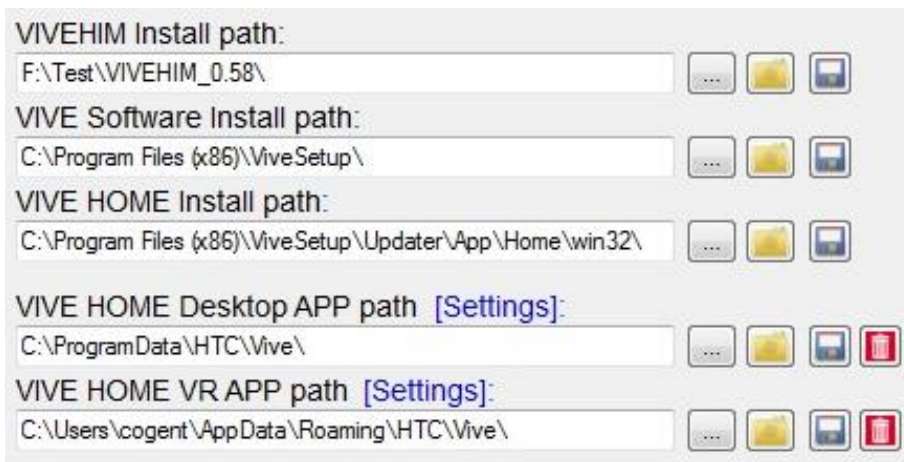 VIVEHIM Install path:
F:\Test\VIVEHIM_0.58\
...
VIVE Software Install path:
C:\Program Files (x86)\ViveSetup\
...
VIVE HOME Install path:
C:\Program Files (x86)\ViveSetup\Updater\App\Home\win32\
...
VIVE HOME Desktop APP path [Settings]:
C:\ProgramData\HTC\Vive\
...
VIVE HOME VR APP path [Settings]:
C:\Users\cogent\AppData\Roaming\HTC\Vive\
...